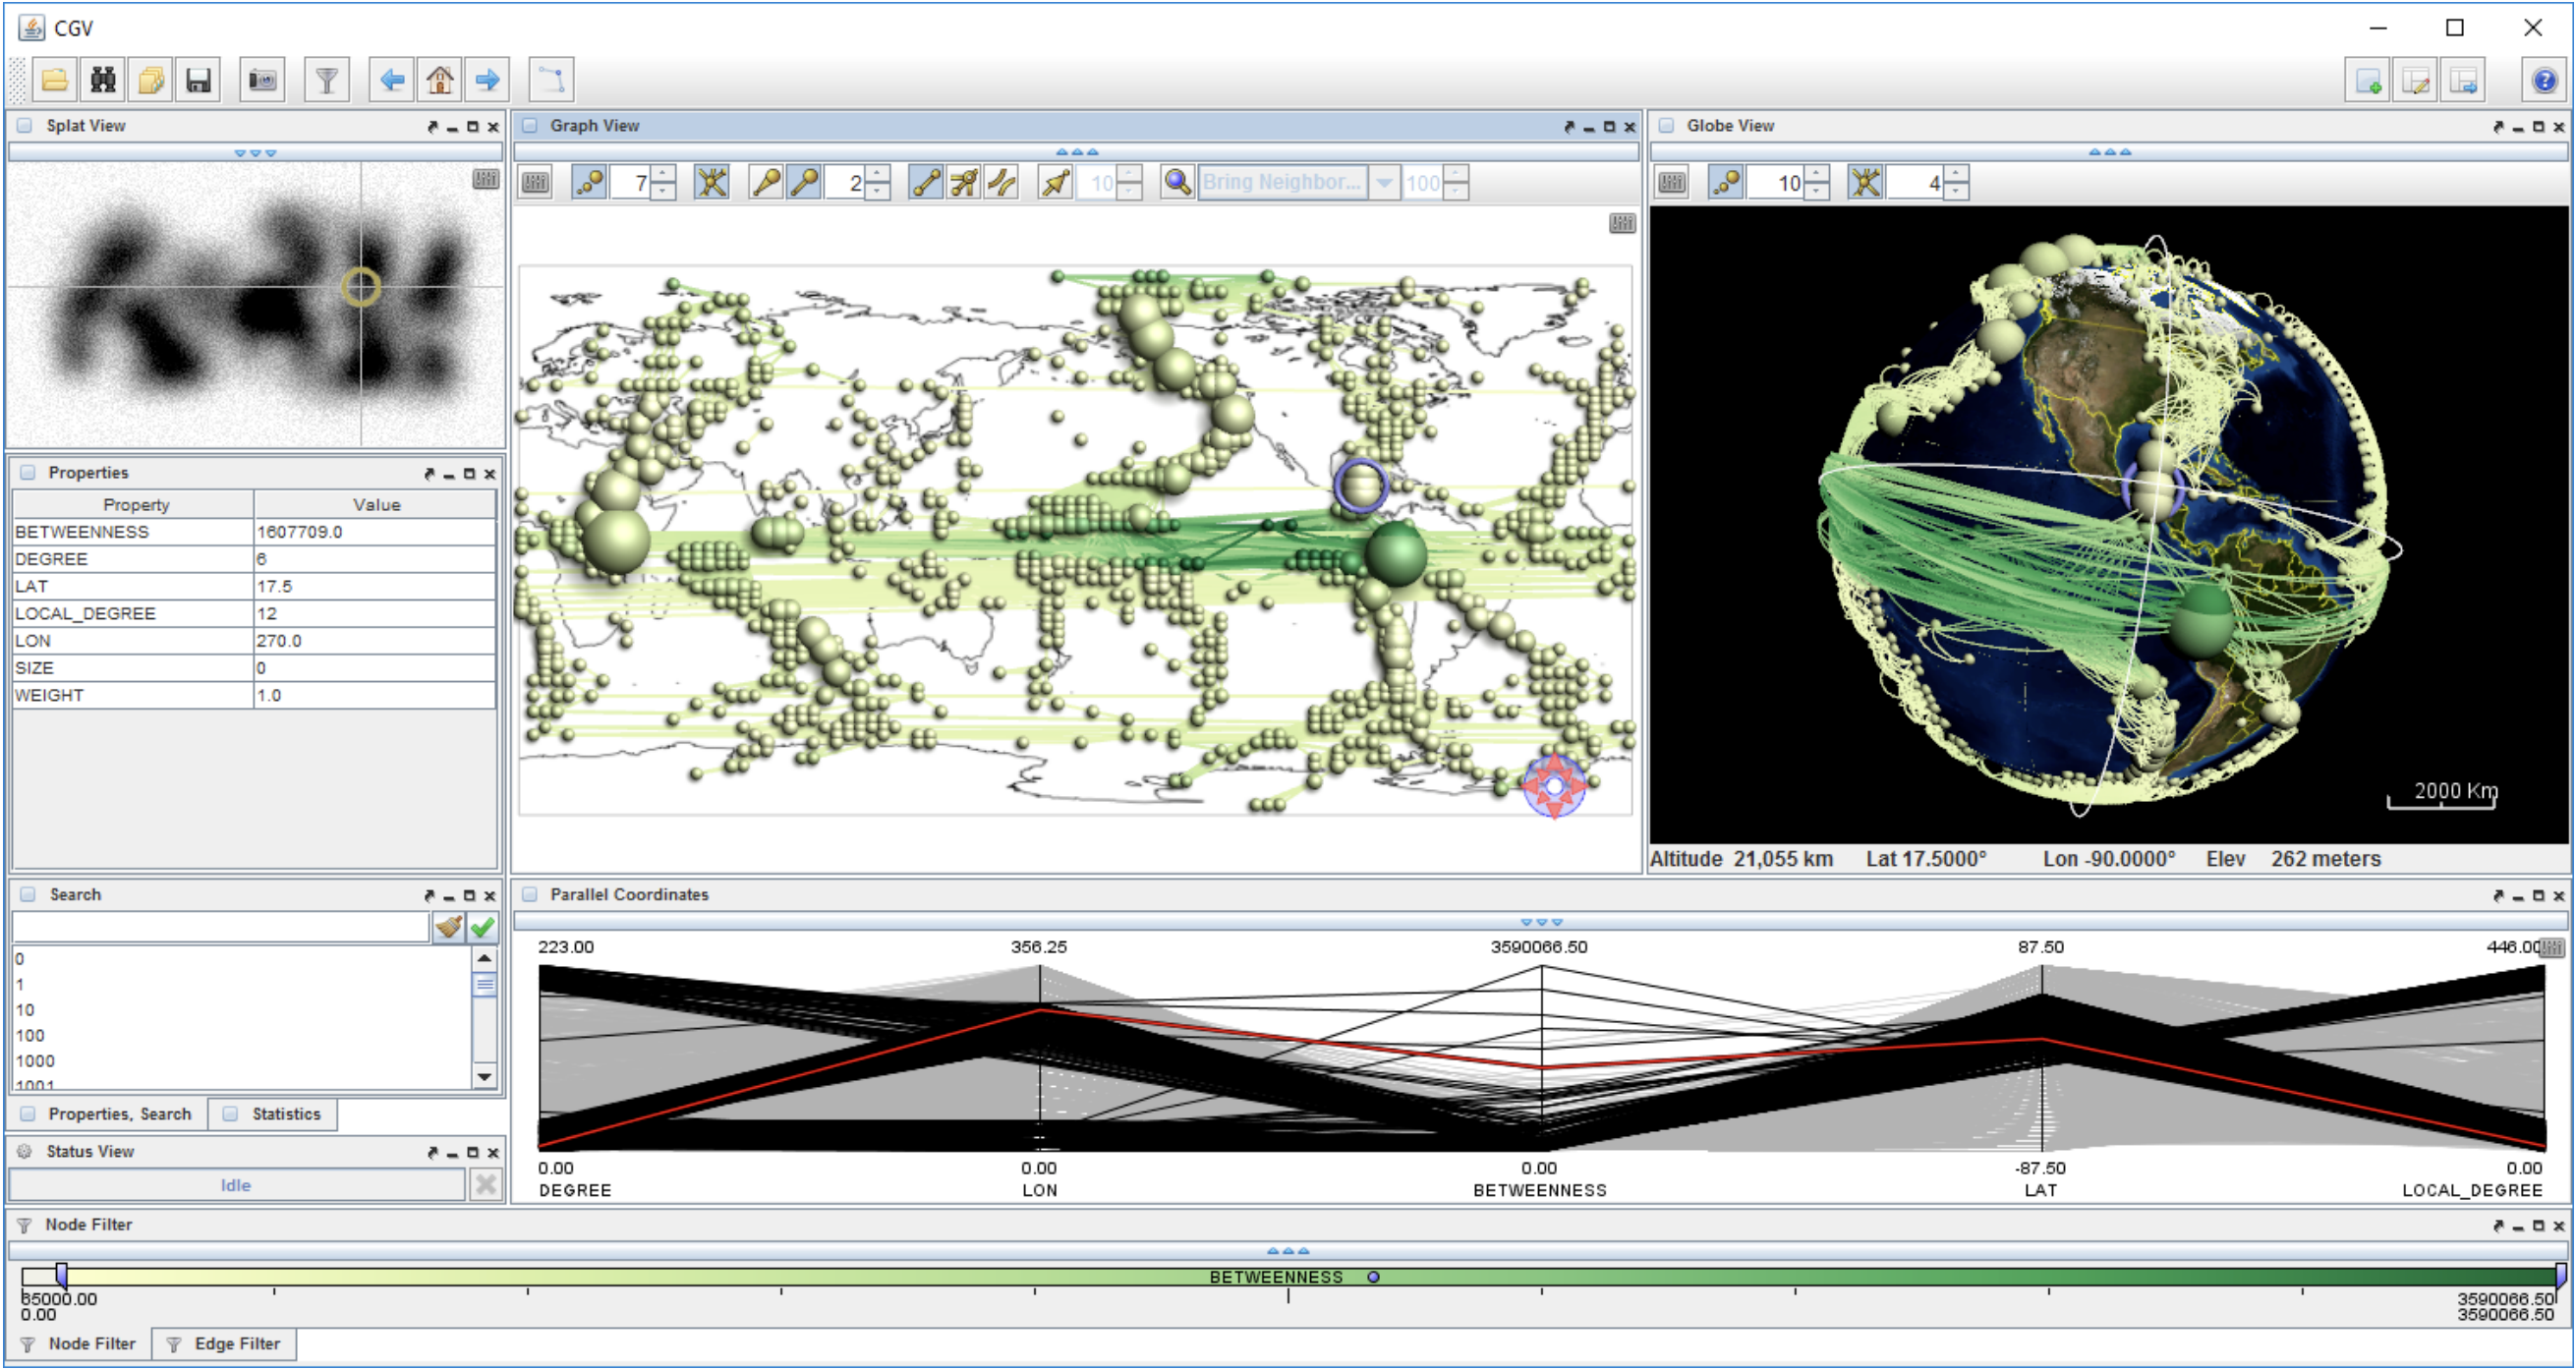 CGV
Splat View
Graph View
Globe View
7
2
10
Bring Neighbor...
100
10
4
Properties
Property Value
BETWEENNESS 1607709.0
DEGREE 6
LAT 17.5
LOCAL_DEGREE 12
LON 270.0
SIZE 0
WEIGHT 1.0
2000 Km
Altitude 21,055 km Lat 17.5000° Lon -90.0000° Elev 262 meters
Search
0
1
10
100
1000
1001
Properties, Search
Statistics
Status View
Idle
Parallel Coordinates
223.00 356.25 3590066.50 87.50 446.00
0.00 0.00 0.00 -87.50 0.00
DEGREE LON BETWEENNESS LAT LOCAL_DEGREE
Node Filter
BETWEENNESS
85000.00 3590066.50
0.00 3590066.50
Node Filter
Edge Filter